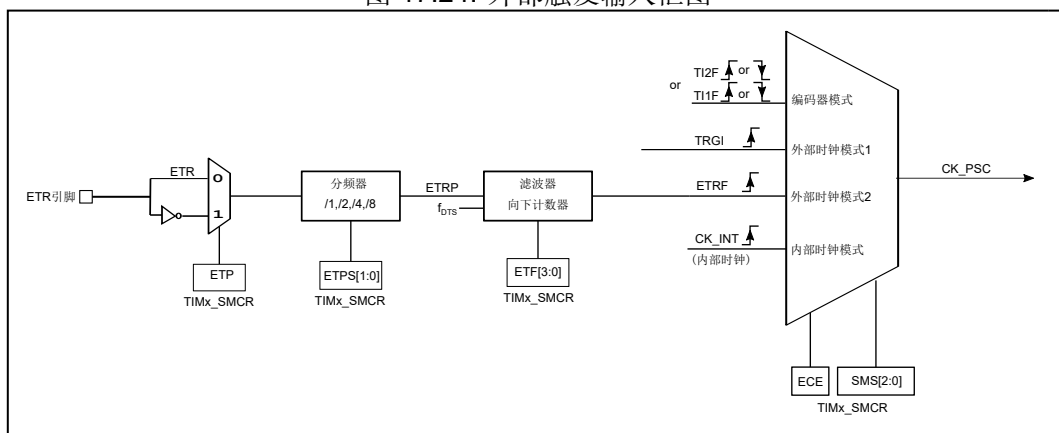 TI2F or
or TI1F or
编码器模式
TRGI
外部时钟模式1
CK_PSC
ETR
0
ETR引脚
1
分频器
/1,/2,/4,/8
ETRP
fDTS
滤波器
向下计数器
ETRF
外部时钟模式2
CK_INT
(内部时钟)
内部时钟模式
ETP
TIMx_SMCR
ETPS[1:0]
TIMx_SMCR
ETF[3:0]
TIMx_SMCR
ECE
SMS[2:0]
TIMx_SMCR